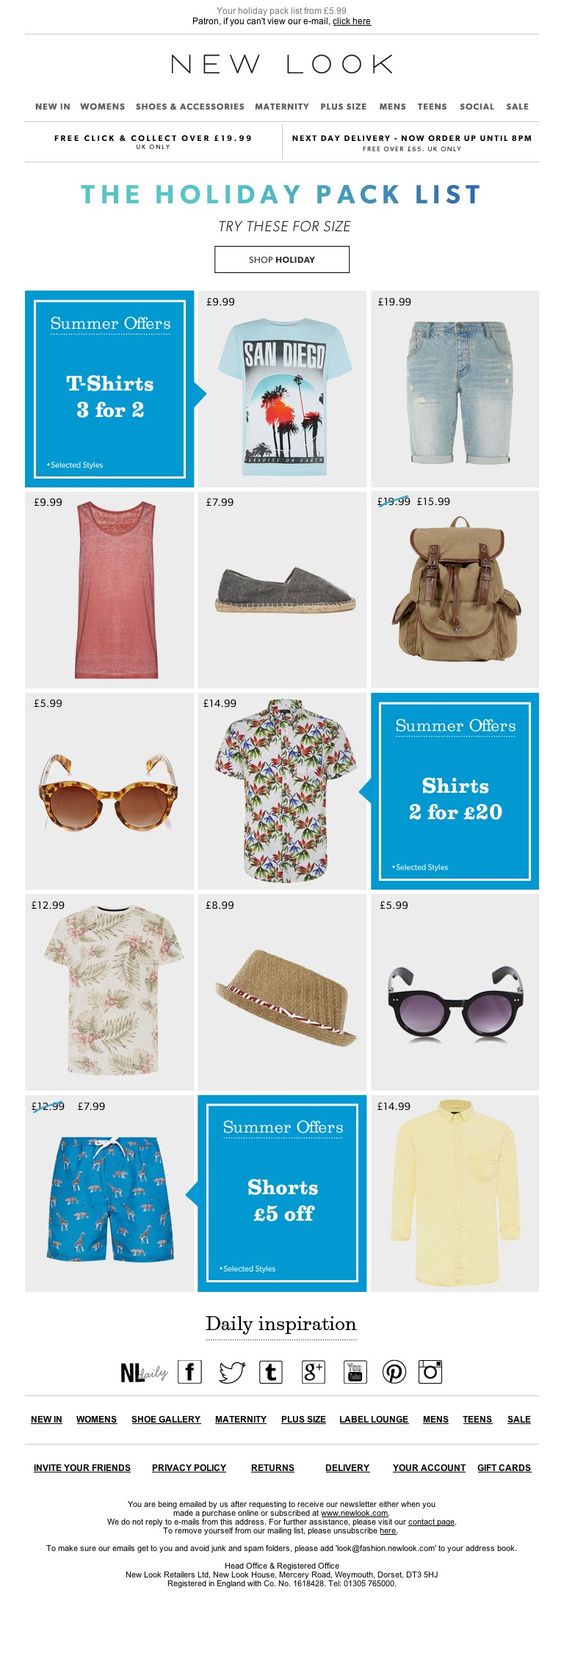 Your holiday pack list from £5.99
Patron, if you can't view our e-mail, click here
NEW LOOK
NEW IN WOMENS SHOES & ACCESSORIES MATERNITY PLUS SIZE MENS TEENS SOCIAL SALE
FREE CLICK & COLLECT OVER £19.99
UK ONLY
NEXT DAY DELIVERY - NOW ORDER UP UNTIL 8PM
FREE OVER £65. UK ONLY
THE HOLIDAY PACK LIST
TRY THESE FOR SIZE
SHOP HOLIDAY
Summer Offers
T-Shirts
3 for 2
*Selected Styles
£9.99
SAN DIEGO
PARADISE ON EARTH
£19.99
£9.99
£7.99
£19.99 £15.99
£5.99
£14.99
Summer Offers
Shirts
2 for £20
*Selected Styles
£12.99
£8.99
£5.99
£12.99 £7.99
Summer Offers
Shorts
£5 off
*Selected Styles
£14.99
Daily inspiration
NL daily
f
t
g+
You
Tube
NEW IN WOMENS SHOE GALLERY MATERNITY PLUS SIZE LABEL LOUNGE MENS TEENS SALE
INVITE YOUR FRIENDS PRIVACY POLICY RETURNS DELIVERY YOUR ACCOUNT GIFT CARDS
You are being emailed by us after requesting to receive our newsletter either when you
made a purchase online or subscribed at www.newlook.com.
We do not reply to e-mails from this address. For further assistance, please visit our contact page.
To remove yourself from our mailing list, please unsubscribe here.
To make sure our emails get to you and avoid junk and spam folders, please add 'look@fashion.newlook.com' to your address book.
Head Office & Registered Office
New Look Retailers Ltd, New Look House, Mercery Road, Weymouth, Dorset, DT3 5HJ
Registered in England with Co. No. 1618428. Tel: 01305 765000.